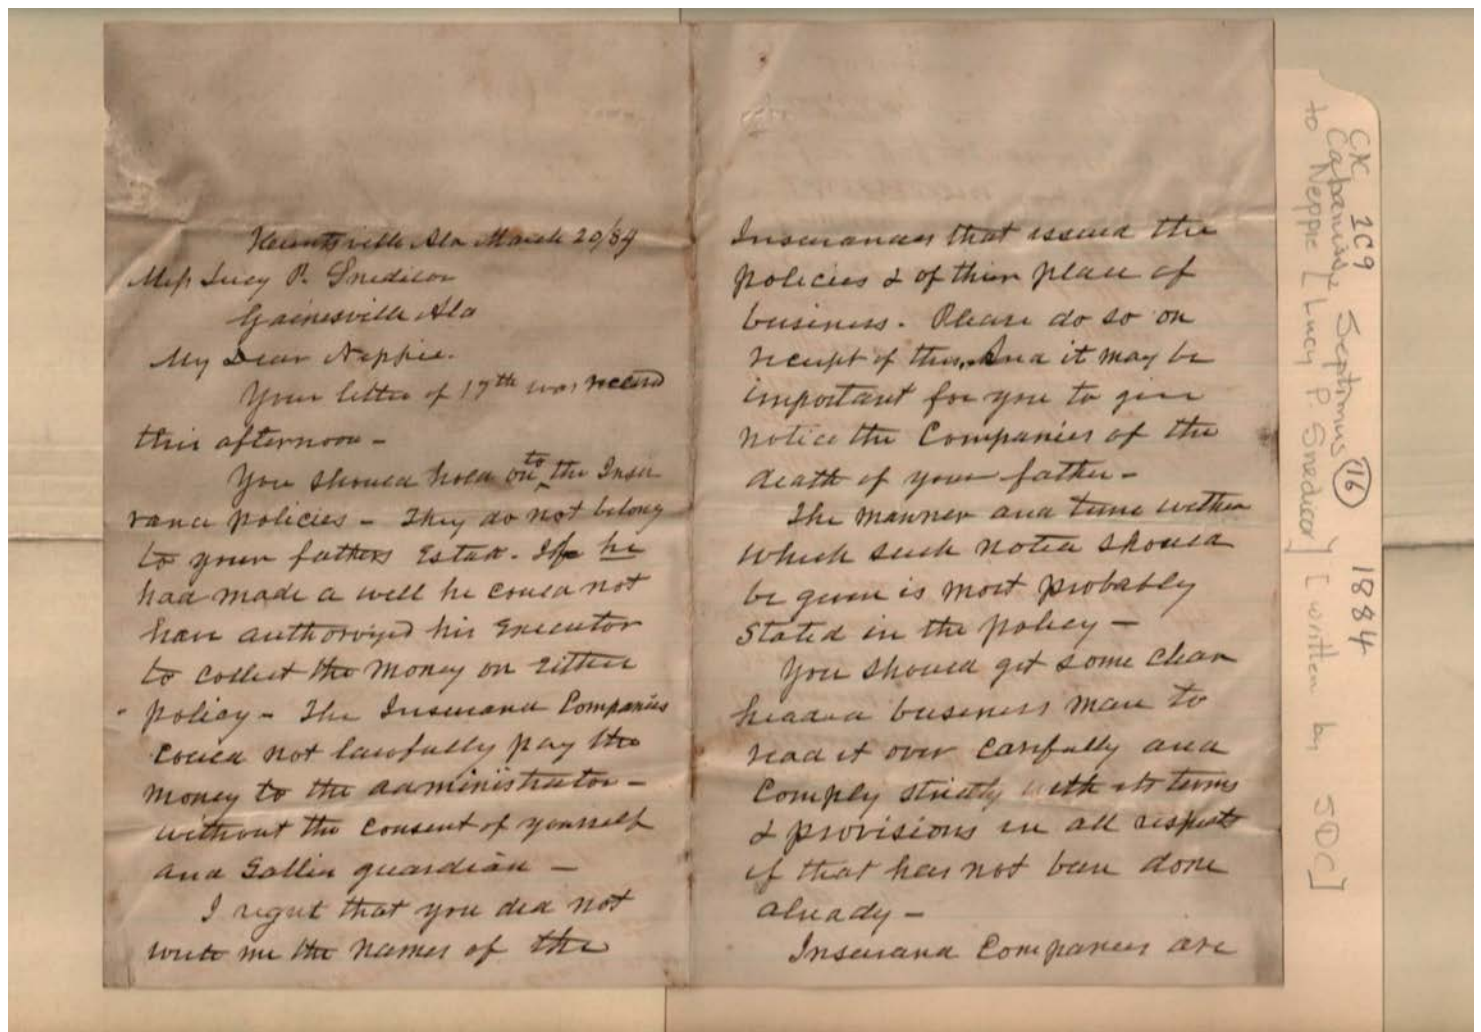 Huntsville Ala March 20/84
Miss Lucy P. Snedicor
Gainesville Ala
My Dear Neppie.
Your letter of 17th was recead
this afternoon -
You should hold on to the Insu
rance policies - They do not belong
to your fathers Estate. If he
had made a will he could not
have authorized his Executor
to collect the money on either
policy - The Insurance Companies
could not lawfully pay the
money to the administrator -
without the consent of yourself
and guardian -
I regret that you did not
write me the names of the
Insurances that issued the
policies & of their place of
business. Please do so on
receipt of this. And it may be
important for you to give
notice the Companies of the
death of your father -
The manner and time within
which such notice should
be given is most probably
stated in the policy -
You should get some clear
headed business man to
read it over carefully and
comply strictly with its terms
& provisions in all respects
if that has not been done
already -
Insurance Companies are
CK 2C9 (16) 1884
Cabaniss, Septimus
to Neppie [Lucy P. Snedicor] [written by SDC]